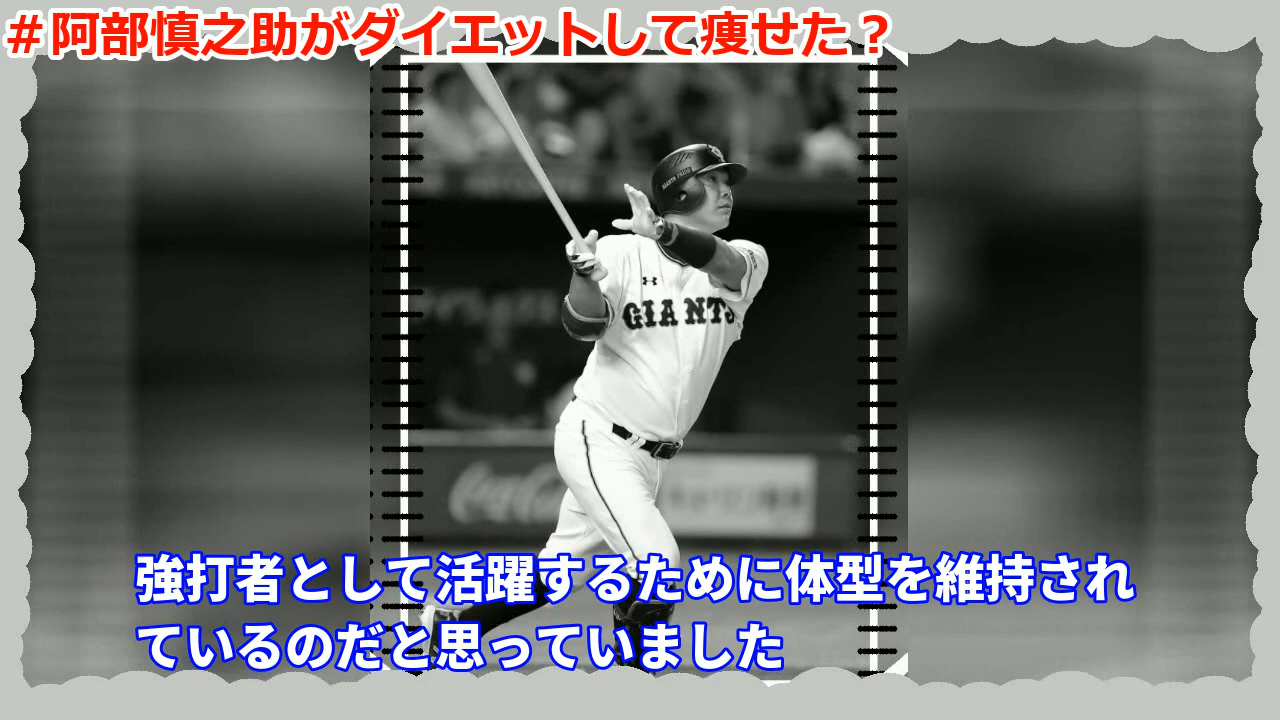 #阿部慎之助がダイエットして痩せた?
GIANTS
Coca-Cola
強打者として活躍するために体型を維持され
ているのだと思っていました